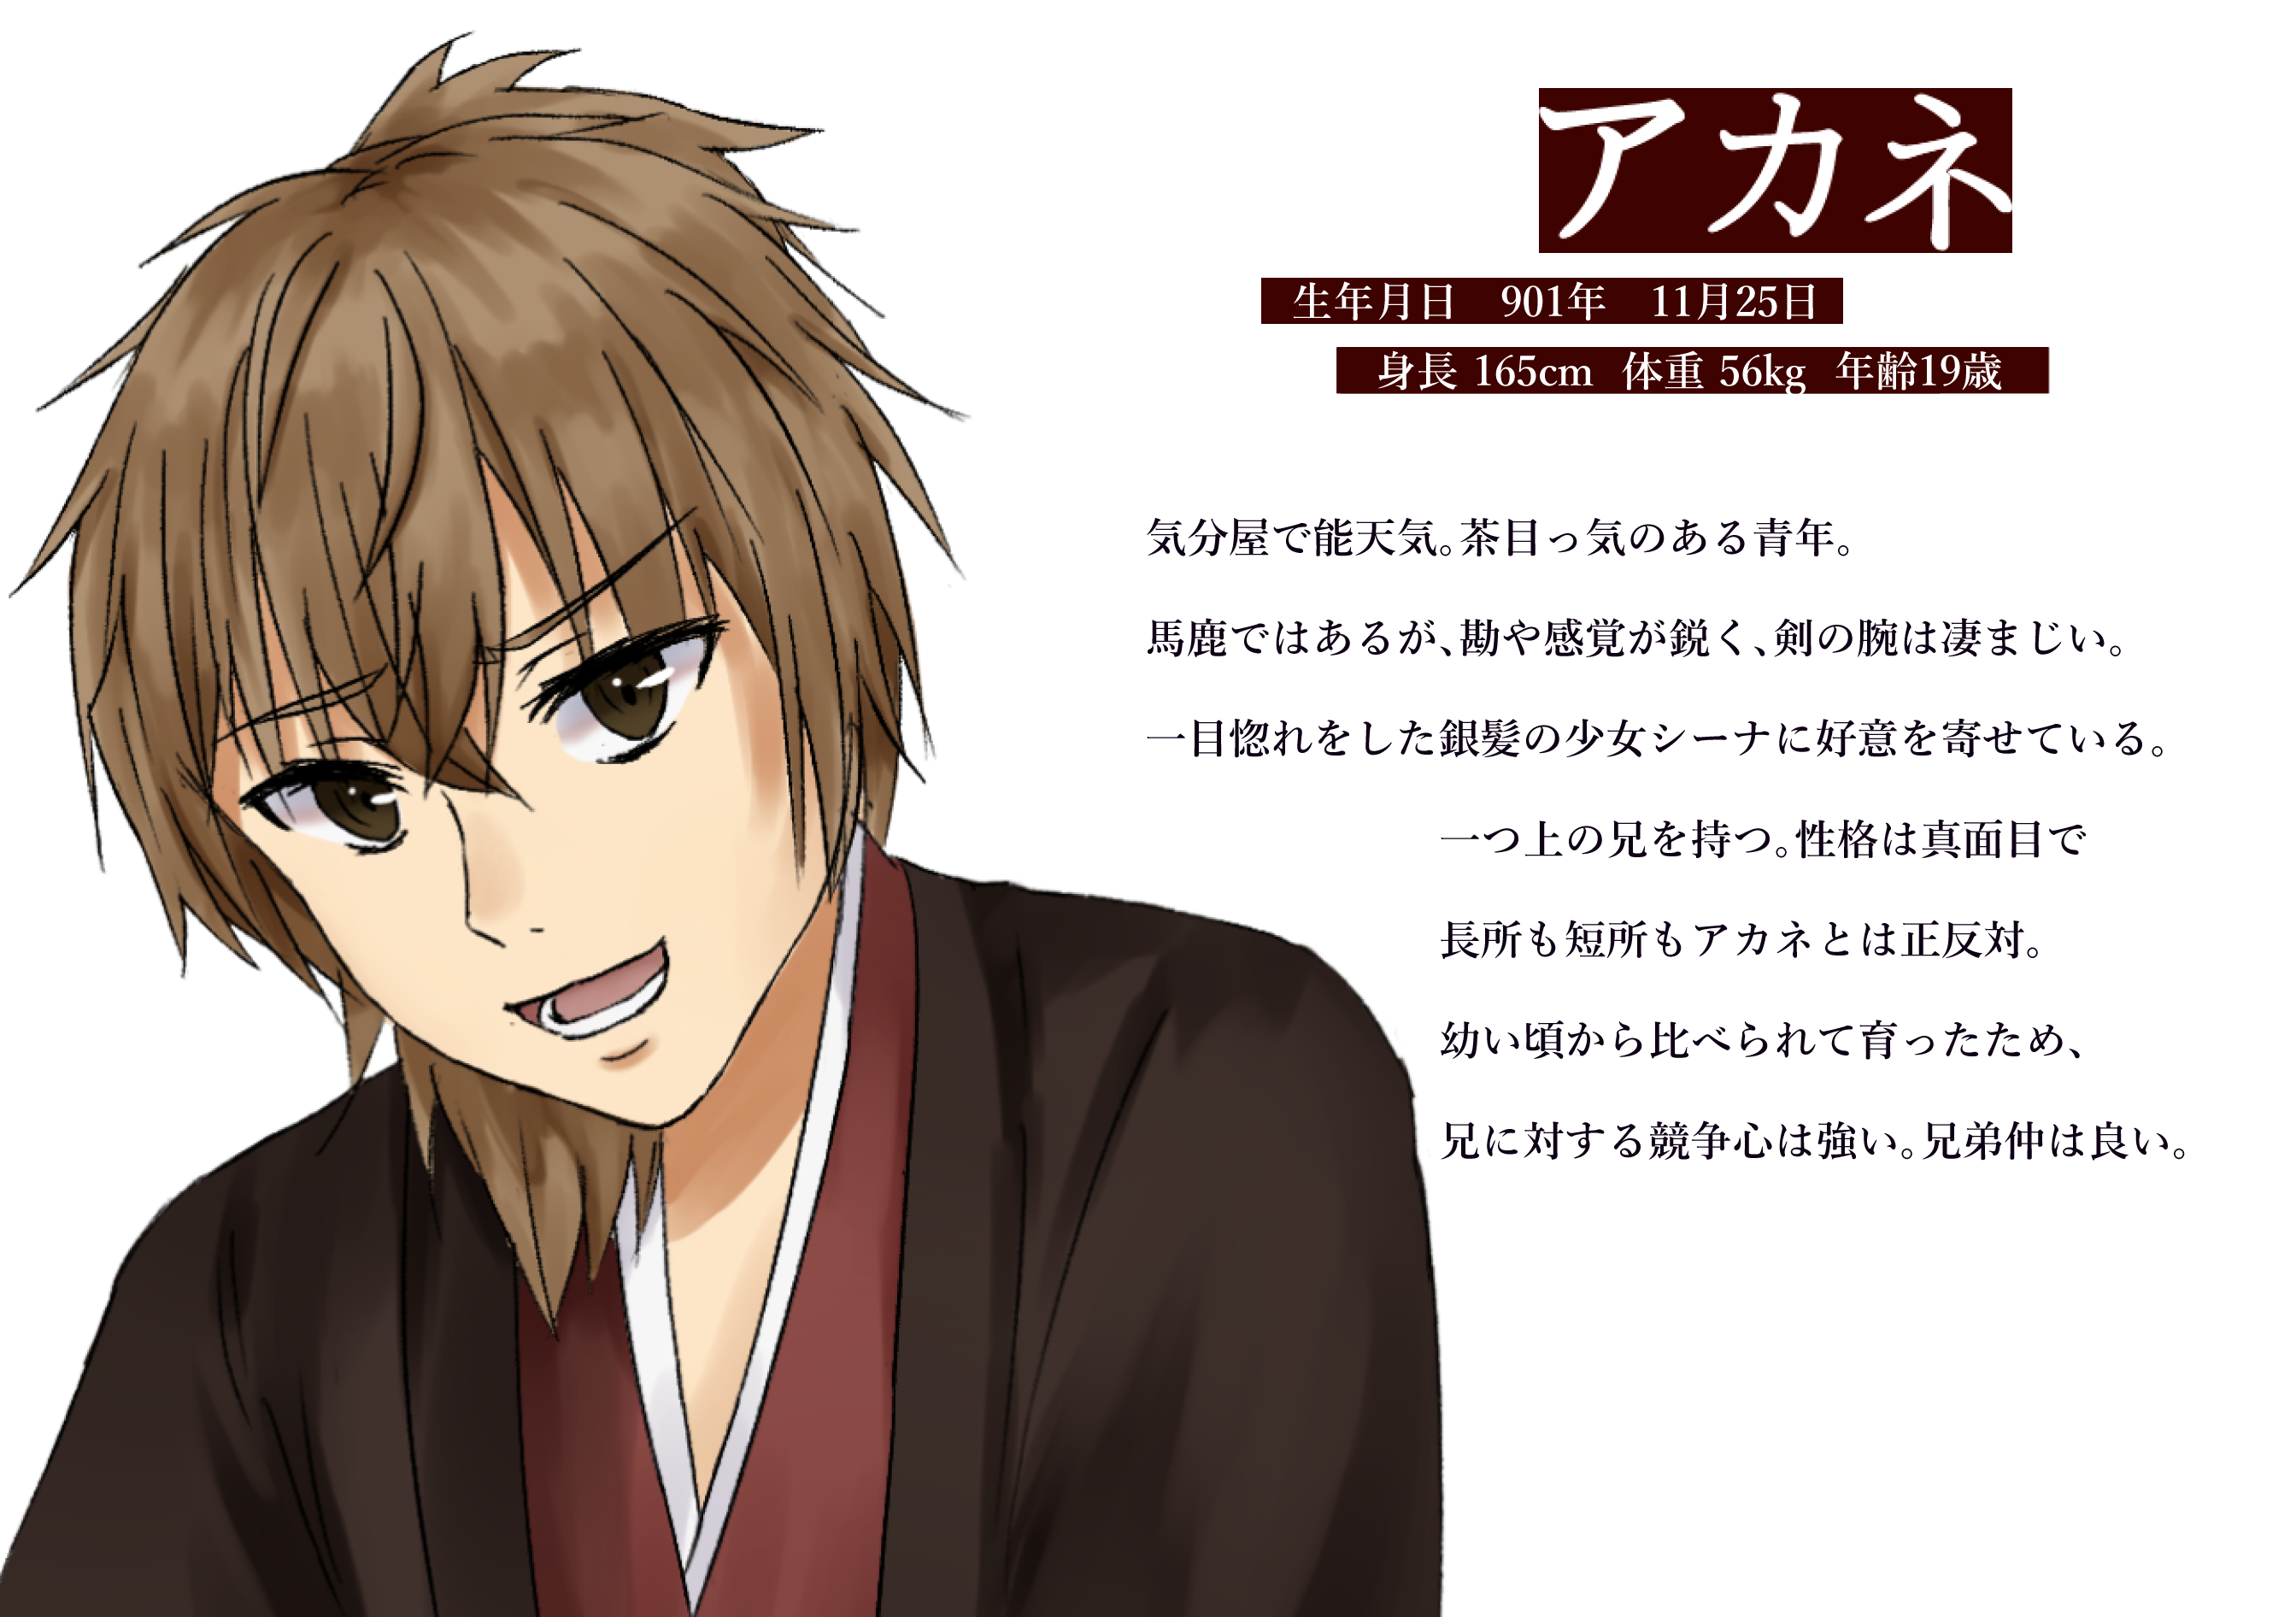 アカネ
生年月日　901年　11月25日
身長 165cm 体重 56kg 年齢19歳
気分屋で能天気。茶目っ気のある青年。
馬鹿ではあるが、勘や感覚が鋭く、剣の腕は凄まじい。
一目惚れをした銀髪の少女シーナに好意を寄せている。
一つ上の兄を持つ。性格は真面目で
長所も短所もアカネとは正反対。
幼い頃から比べられて育ったため、
兄に対する競争心は強い。兄弟仲は良い。